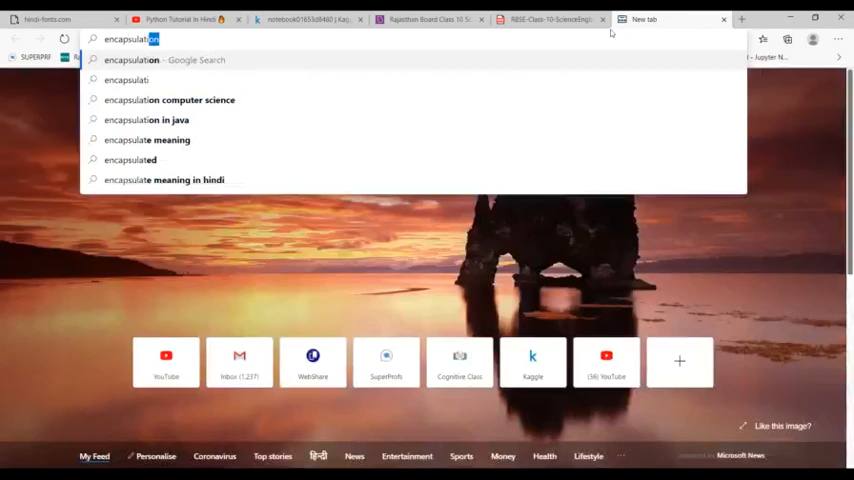 hindi-fonts.com
Python Tutorial In Hindi
notebook01653d8460 | Kag
Rajasthan Board Class 10 Sc
RBSE-Class-10-ScienceEngli
New tab
encapsulation
SUPERPRF
Jupyter N
encapsulation - Google Search
encapsulati
encapsulation computer science
encapsulation in java
encapsulate meaning
encapsulated
encapsulate meaning in hindi
YouTube
Inbox (1,237)
WebShare
SuperProfs
Cognitive Class
Kaggle
(36) YouTube
Like this image?
My Feed
Personalise
Coronavirus
Top stories
हिन्दी
News
Entertainment
Sports
Money
Health
Lifestyle
Microsoft News